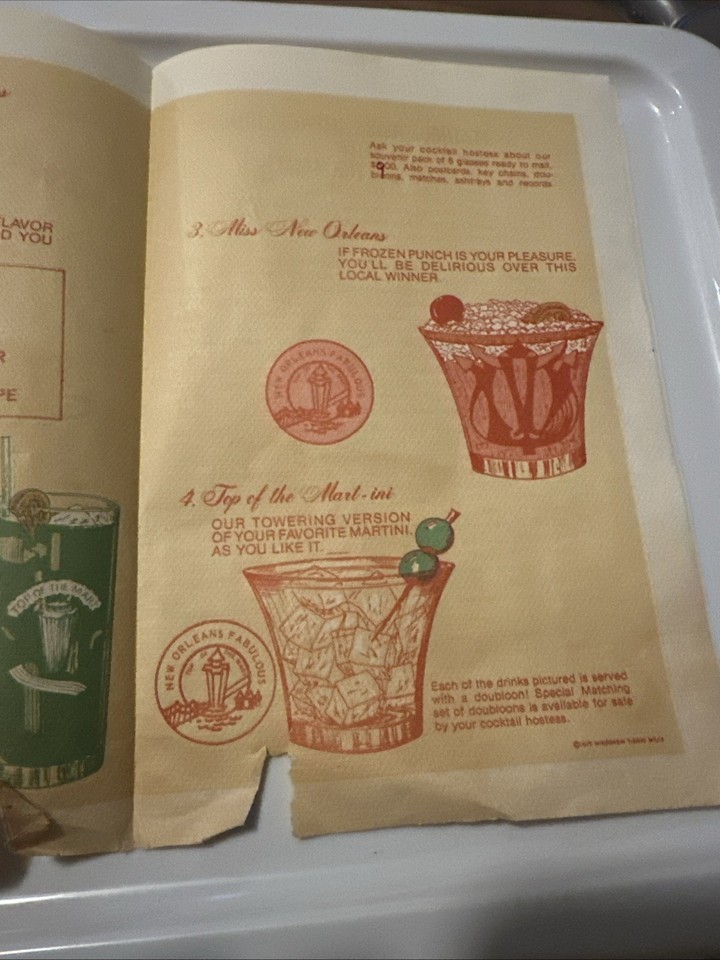 FLAVOR
D YOU
R
PE
TOP OF THE MART
Ask your cocktail hostess about our
souvenir pack of 6 glasses ready to mail,
$900. Also postcards, key chains, dou-
bloons, matches, ashtrays and records.
3. Miss New Orleans
IF FROZEN PUNCH IS YOUR PLEASURE,
YOU'LL BE DELIRIOUS OVER THIS
LOCAL WINNER.
NEW ORLEANS FABULOUS
4. Top of the Mart-ini
OUR TOWERING VERSION
OF YOUR FAVORITE MARTINI.
AS YOU LIKE IT.
NEW ORLEANS FABULOUS
Each of the drinks pictured is served
with a doubloon! Special Matching
set of doubloons is available for sale
by your cocktail hostess.